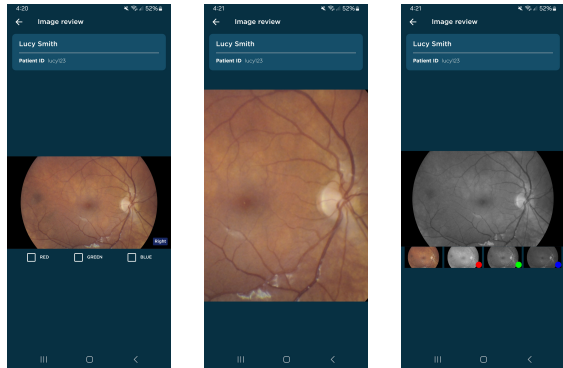 4:20
52%
Image review
Lucy Smith
Patient ID lucy123
Right
RED
GREEN
BLUE
4:21
52%
Image review
Lucy Smith
Patient ID lucy123
4:21
52%
Image review
Lucy Smith
Patient ID lucy123